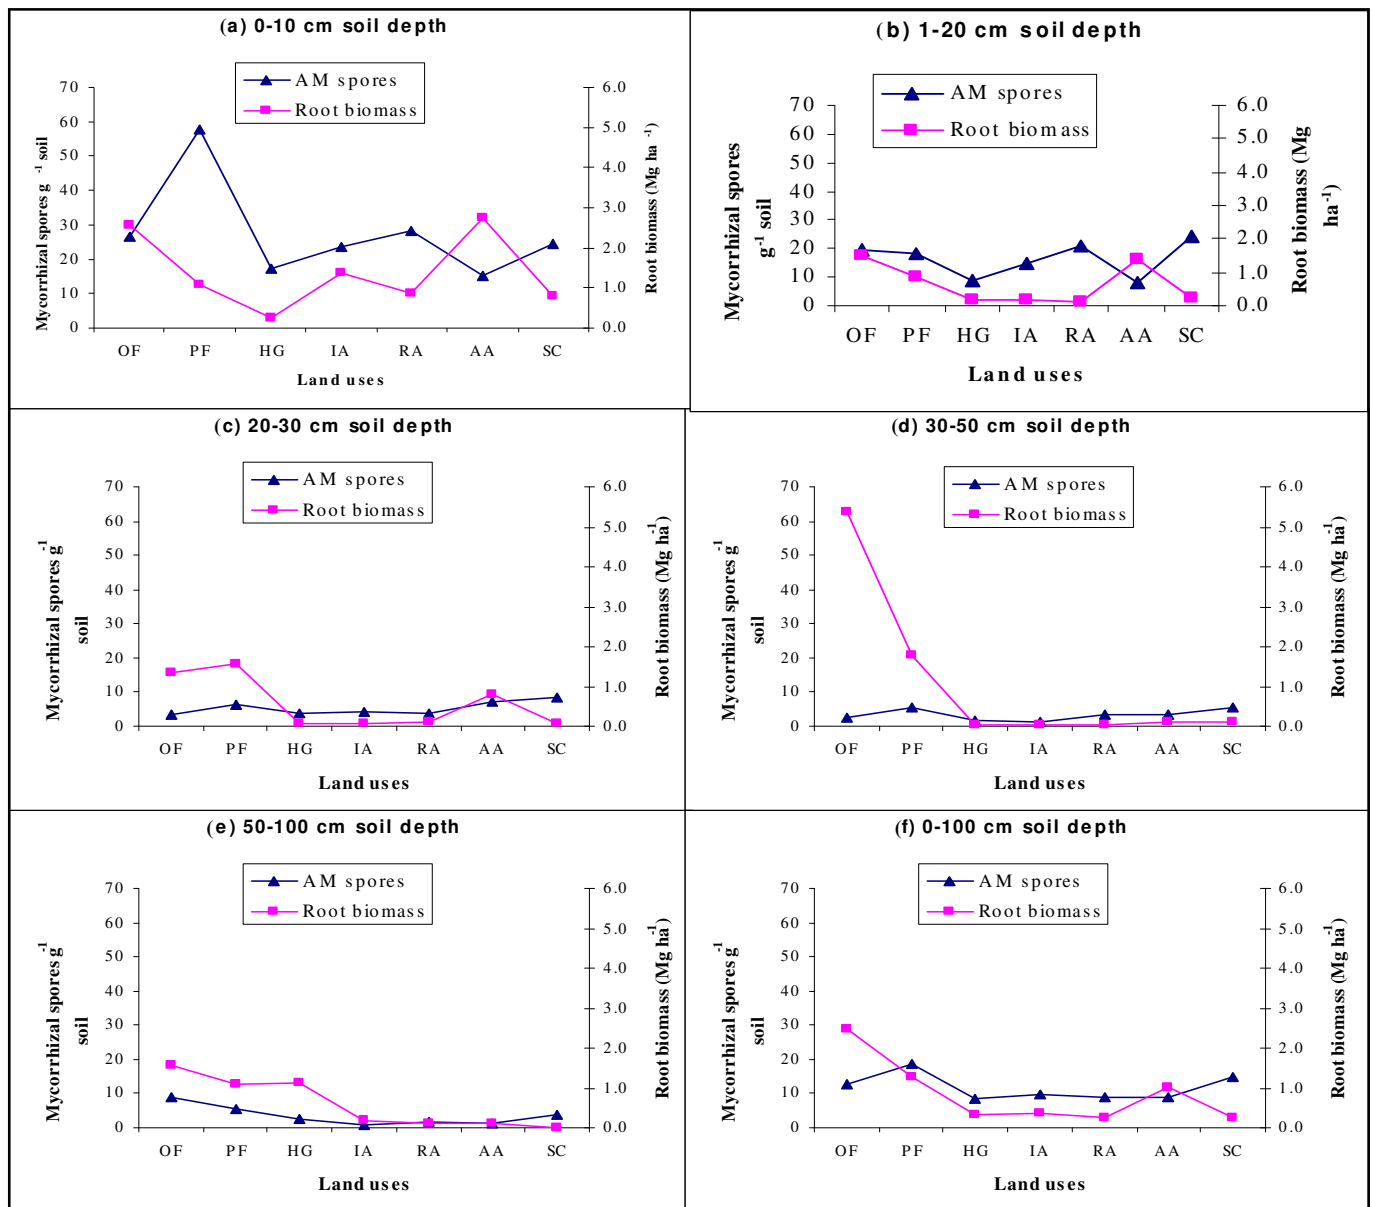 (a) 0-10 cm soil depth
AM spores
Root biomass
70
60
50
40
30
20
10
0
6.0
5.0
4.0
3.0
2.0
1.0
0.0
Mycorrhizal spores g -1 soil
Root biomass (Mg ha -1)
OF PF HG IA RA AA SC
Land uses
(b) 1-20 cm soil depth
AM spores
Root biomass
70
60
50
40
30
20
10
0
6.0
5.0
4.0
3.0
2.0
1.0
0.0
Mycorrhizal spores
g-1 soil
Root biomass (Mg
ha-1)
OF PF HG IA RA AA SC
Land uses
(c) 20-30 cm soil depth
AM spores
Root biomass
70
60
50
40
30
20
10
0
6.0
5.0
4.0
3.0
2.0
1.0
0.0
Mycorrhizal spores g-1
soil
Root biomass (Mg ha-1)
OF PF HG IA RA AA SC
Land uses
(d) 30-50 cm soil depth
AM spores
Root biomass
70
60
50
40
30
20
10
0
6.0
5.0
4.0
3.0
2.0
1.0
0.0
Mycorrhizal spores g-1
soil
Root biomass (Mg ha-1)
OF PF HG IA RA AA SC
Land uses
(e) 50-100 cm soil depth
AM spores
Root biomass
70
60
50
40
30
20
10
0
6.0
5.0
4.0
3.0
2.0
1.0
0.0
Mycorrhizal spores g-1
soil
Root biomass (Mg ha-1)
OF PF HG IA RA AA SC
Land uses
(f) 0-100 cm soil depth
AM spores
Root biomass
70
60
50
40
30
20
10
0
6.0
5.0
4.0
3.0
2.0
1.0
0.0
Mycorrhizal spores g-1
soil
Root biomass (Mg ha-1)
OF PF HG IA RA AA SC
Land uses